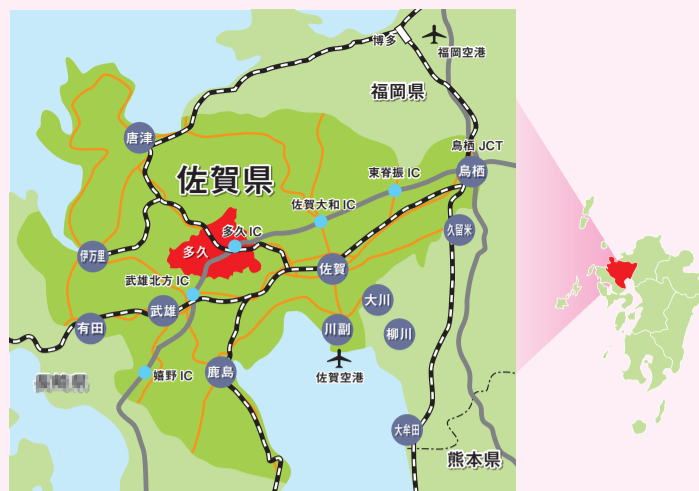 博多
福岡空港
福岡県
唐津
鳥栖 JCT
東脊振 IC
鳥栖
佐賀県
佐賀大和 IC
多久 IC
久留米
多久
伊万里
佐賀
武雄北方 IC
大川
武雄
有田
川副
柳川
嬉野 IC
鹿島
佐賀空港
長崎県
大牟田
熊本県